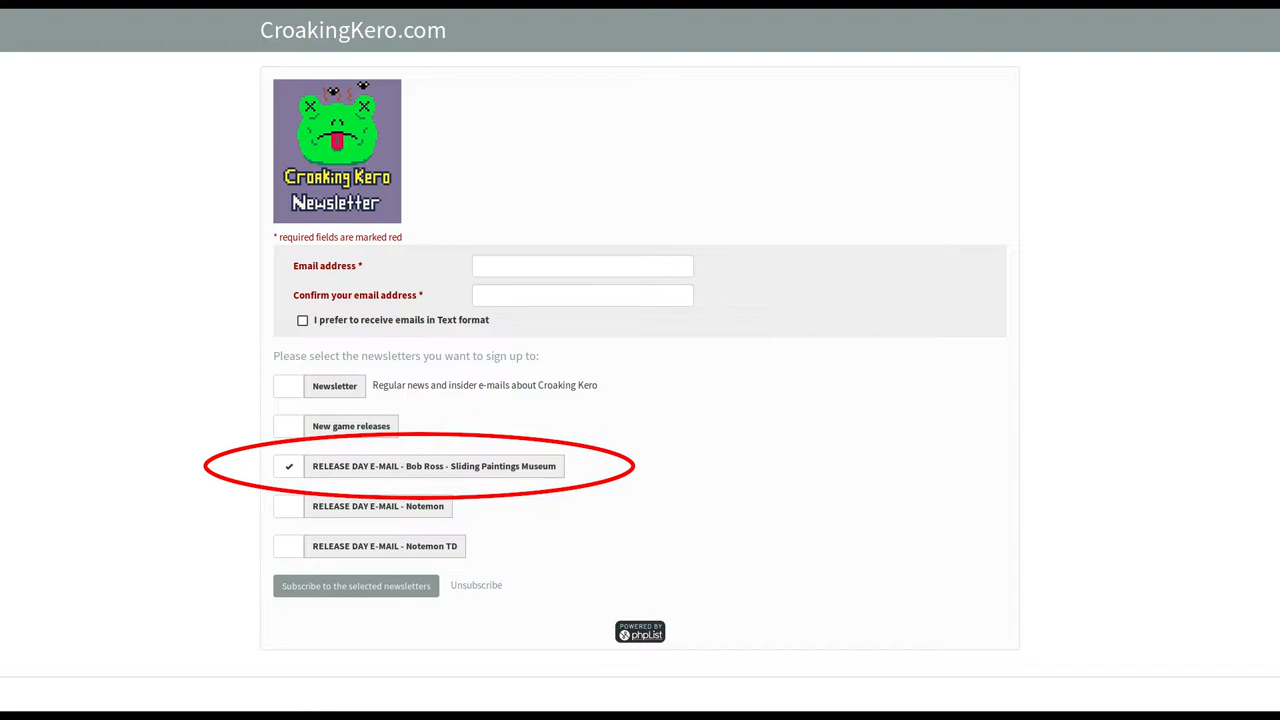 CroakingKero.com
Croaking Kero
Newsletter
* required fields are marked red
Email address *
Confirm your email address *
I prefer to receive emails in Text format
Please select the newsletters you want to sign up to:
Newsletter Regular news and insider e-mails about Croaking Kero
New game releases
RELEASE DAY E-MAIL - Bob Ross - Sliding Paintings Museum
RELEASE DAY E-MAIL - Notemon
RELEASE DAY E-MAIL - Notemon TD
Subscribe to the selected newsletters Unsubscribe
POWERED BY
phpList